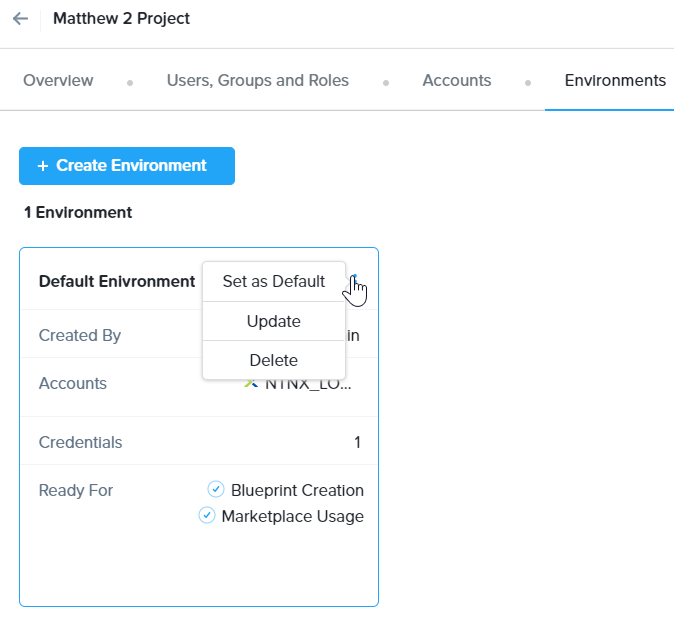 Matthew 2 Project
Overview
Users, Groups and Roles
Accounts
Environments
+ Create Environment
1 Environment
Default Enivronment
Set as Default
Update
Delete
Created By
in
Accounts
NTNX_LO...
Credentials
1
Ready For
Blueprint Creation
Marketplace Usage